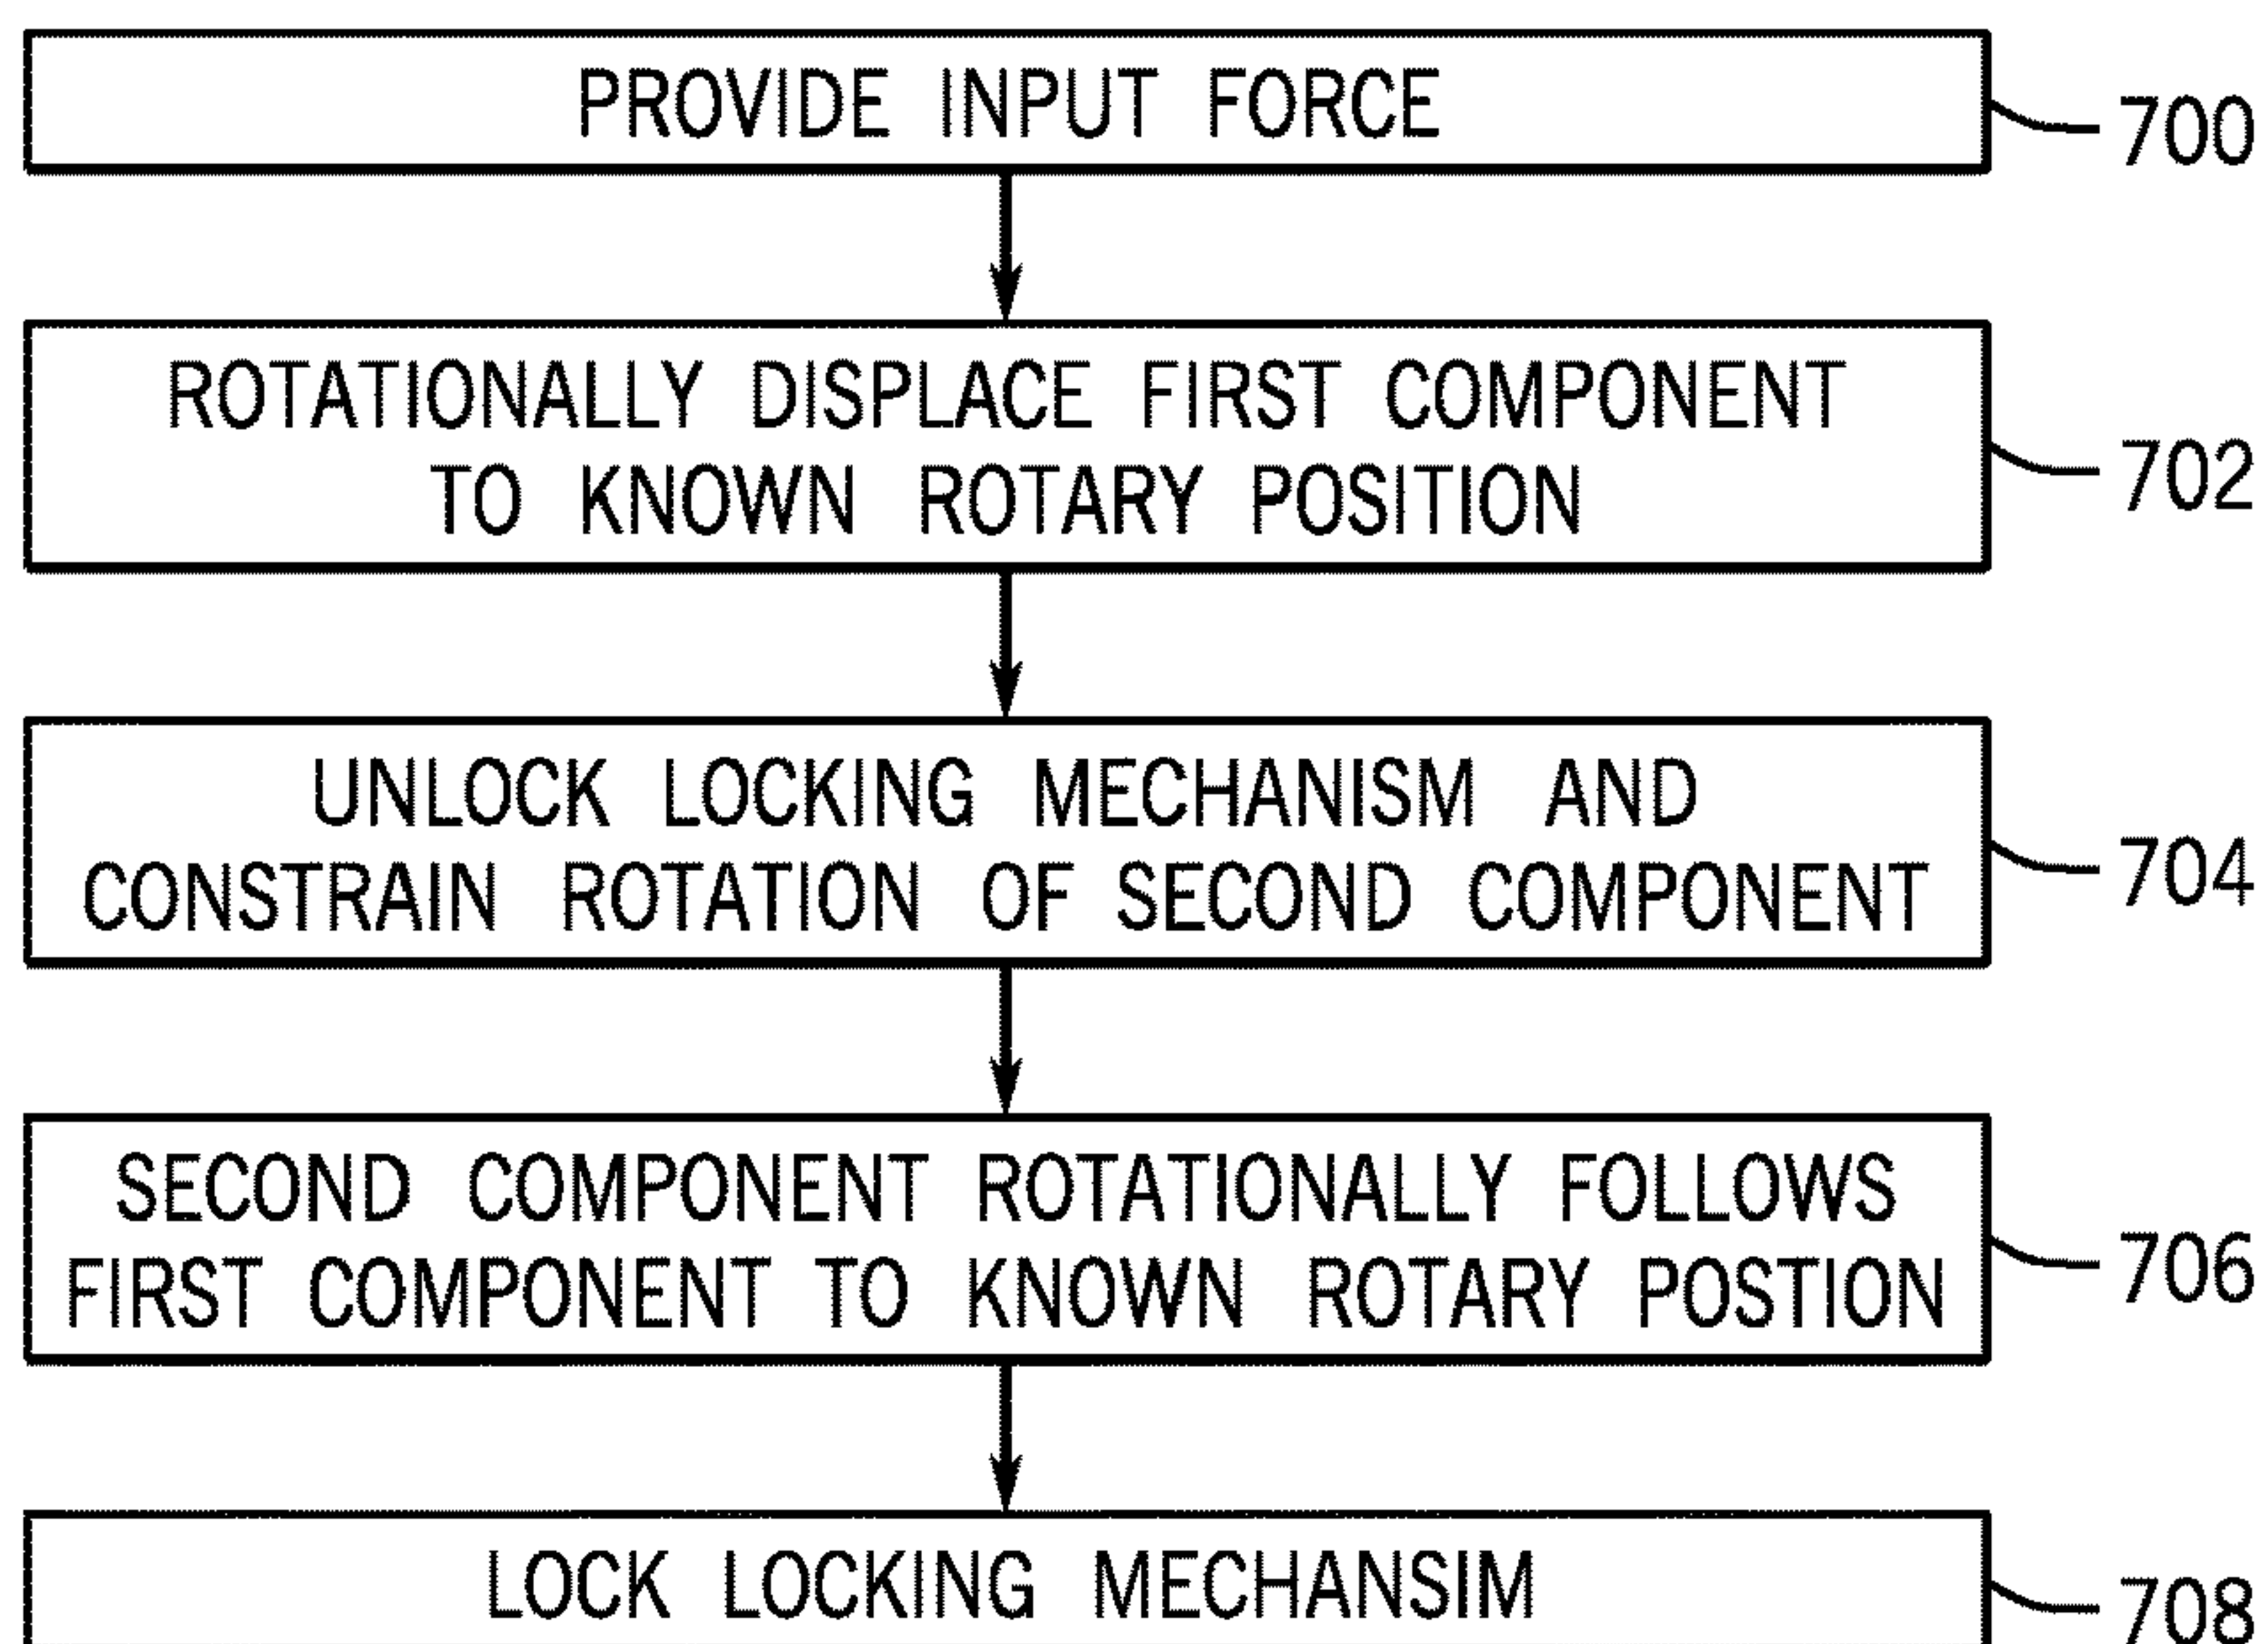 PROVIDE INPUT FORCE
700
ROTATIONALLY DISPLACE FIRST COMPONENT
TO KNOWN ROTARY POSITION
702
UNLOCK LOCKING MECHANISM AND
CONSTRAIN ROTATION OF SECOND COMPONENT
704
SECOND COMPONENT ROTATIONALLY FOLLOWS
FIRST COMPONENT TO KNOWN ROTARY POSTION
706
LOCK LOCKING MECHANSIM
708